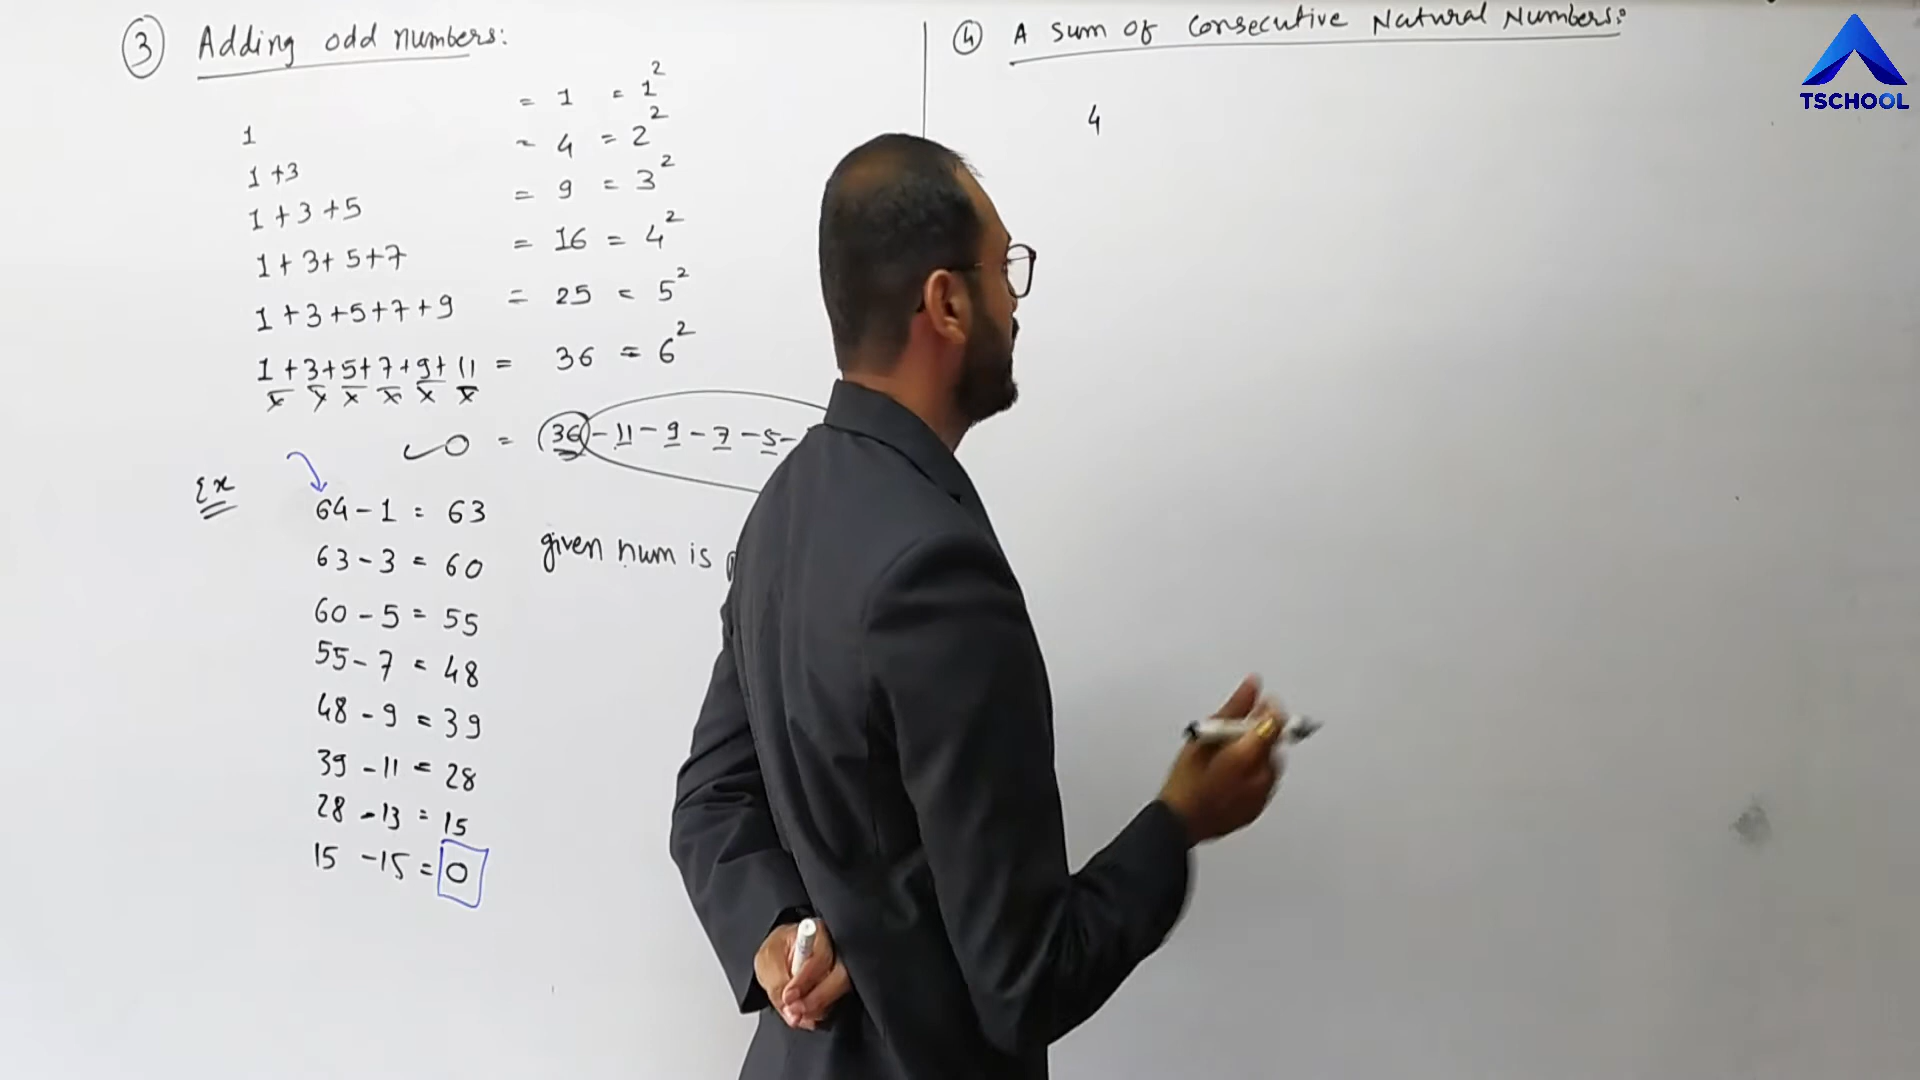 ③ Adding odd numbers:
1 = 1 = 1²
1+3 = 4 = 2²
1+3+5 = 9 = 3²
1+3+5+7 = 16 = 4²
1+3+5+7+9 = 25 = 5²
1+3+5+7+9+11 = 36 = 6²
x x x x x x
0 = (36 - 11 - 9 - 7 - 5 -
Ex
64 - 1 = 63
given num is
63 - 3 = 60
60 - 5 = 55
55 - 7 = 48
48 - 9 = 39
39 - 11 = 28
28 - 13 = 15
15 - 15 = 0
④ A sum of Consecutive Natural Numbers:
4
TSCHOOL